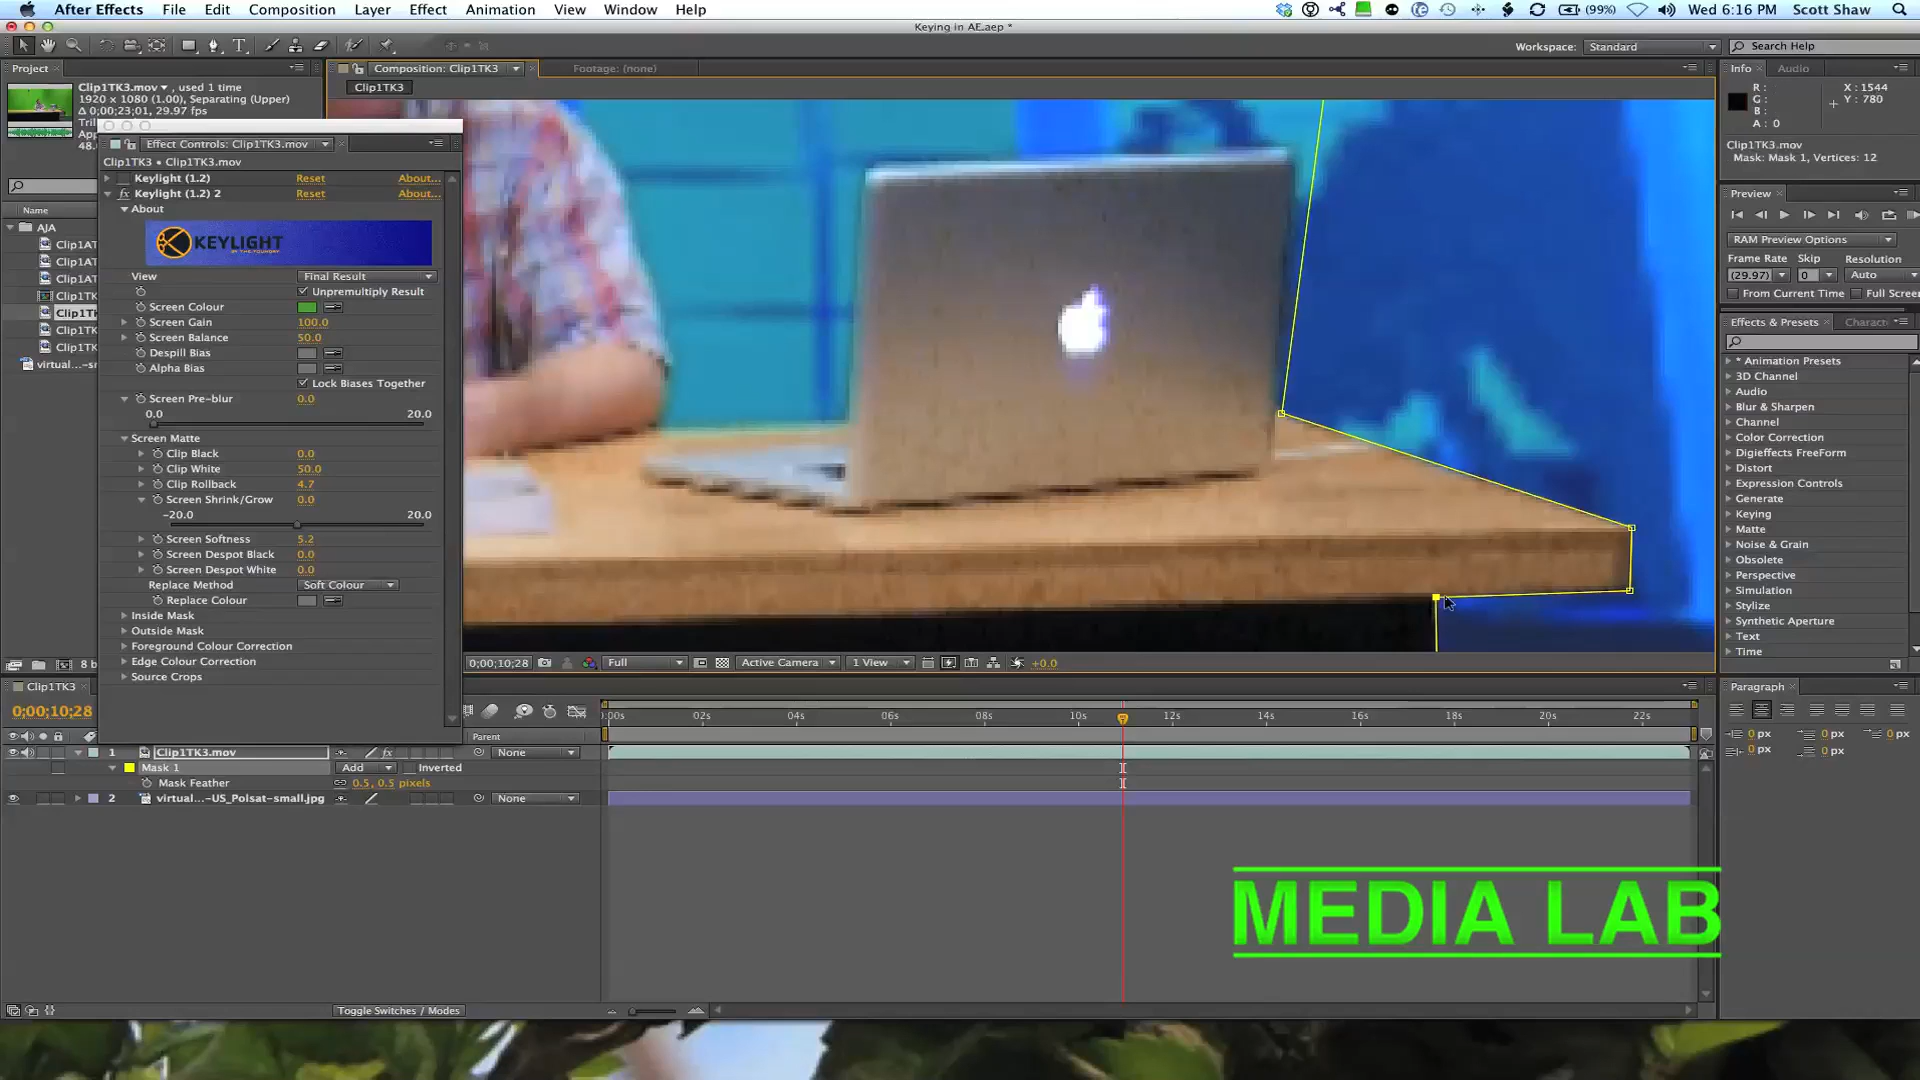 After Effects File Edit Composition Layer Effect Animation View Window Help (99%) Wed 6:16 PM Scott Shaw
Keying in AE.aep *
Workspace: Standard Search Help
Project Composition: Clip1TK3 Footage: (none) Info Audio
Clip1TK3.mov , used 1 time
1920 x 1080 (1.00), Separating (Upper)
Δ 0;00;23;01, 29.97 fps
Clip1TK3
R :
G :
B :
A : 0
X : 1544
Y : 780
Clip1TK3.mov
Mask: Mask 1, Vertices: 12
Effect Controls: Clip1TK3.mov
Clip1TK3 • Clip1TK3.mov
Keylight (1.2) Reset About...
Keylight (1.2) 2 Reset About...
About
KEYLIGHT
BY THE FOUNDRY
View Final Result
Unpremultiply Result
Screen Colour
Screen Gain 100.0
Screen Balance 50.0
Despill Bias
Alpha Bias
Lock Biases Together
Screen Pre-blur 0.0
0.0 20.0
Screen Matte
Clip Black 0.0
Clip White 50.0
Clip Rollback 4.7
Screen Shrink/Grow 0.0
-20.0 20.0
Screen Softness 5.2
Screen Despot Black 0.0
Screen Despot White 0.0
Replace Method Soft Colour
Replace Colour
Inside Mask
Outside Mask
Foreground Colour Correction
Edge Colour Correction
Source Crops
Name
AJA
Clip1AT
Clip1AT
Clip1AT
Clip1TK
Clip1TK
Clip1TK
Clip1TK
virtual...-sm
Preview
RAM Preview Options
Frame Rate Skip Resolution
(29.97) 0 Auto
From Current Time Full Screen
Effects & Presets Charact
* Animation Presets
3D Channel
Audio
Blur & Sharpen
Channel
Color Correction
Digieffects FreeForm
Distort
Expression Controls
Generate
Keying
Matte
Noise & Grain
Obsolete
Perspective
Simulation
Stylize
Synthetic Aperture
Text
Time
0;00;10;28 Full Active Camera 1 View +0.0
Clip1TK3
0;00;10;28
Parent
:00s 02s 04s 06s 08s 10s 12s 14s 16s 18s 20s 22s
1 Clip1TK3.mov None
Mask 1 Add Inverted
Mask Feather 0.5, 0.5 pixels
2 virtual...-US_Polsat-small.jpg None
Paragraph
0 px 0 px 0 px
0 px 0 px
MEDIA LAB
Toggle Switches / Modes